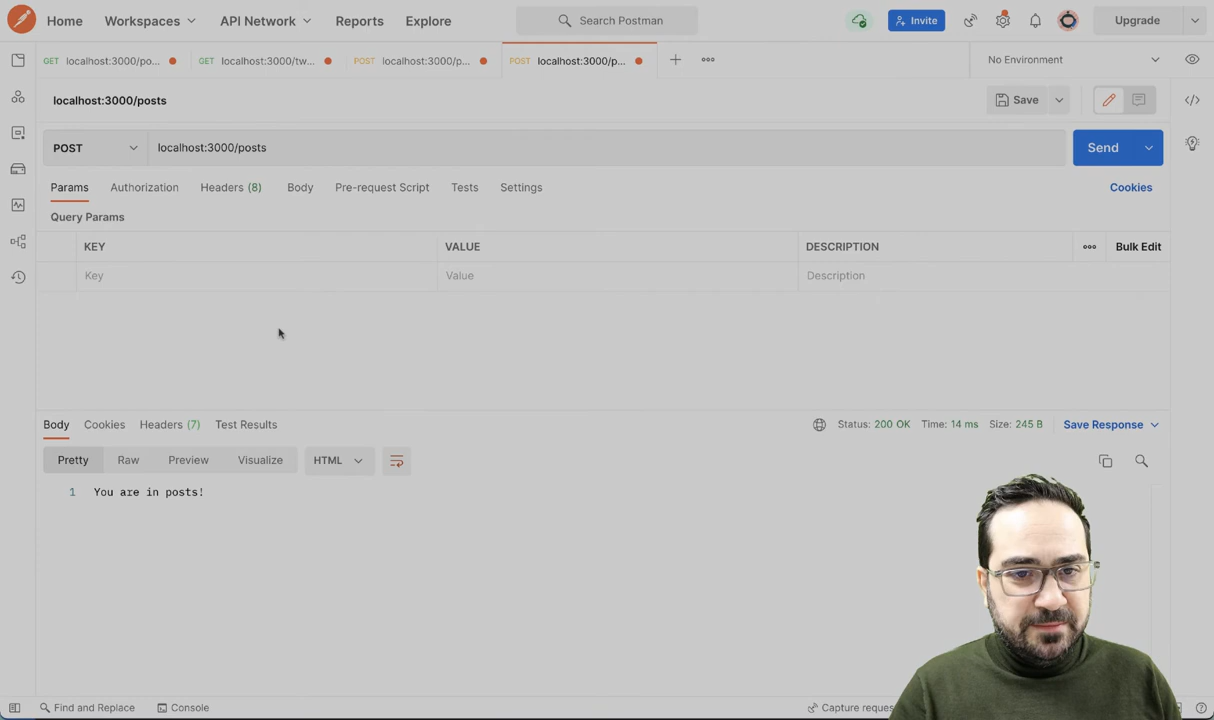 Home Workspaces API Network Reports Explore Search Postman Invite Upgrade
GET localhost:3000/po... GET localhost:3000/tw... POST localhost:3000/p... POST localhost:3000/p... No Environment
localhost:3000/posts Save
POST localhost:3000/posts Send
Params Authorization Headers (8) Body Pre-request Script Tests Settings Cookies
Query Params
KEY VALUE DESCRIPTION Bulk Edit
Key Value Description
Body Cookies Headers (7) Test Results Status: 200 OK Time: 14 ms Size: 245 B Save Response
Pretty Raw Preview Visualize HTML
1 You are in posts!
Find and Replace Console Capture